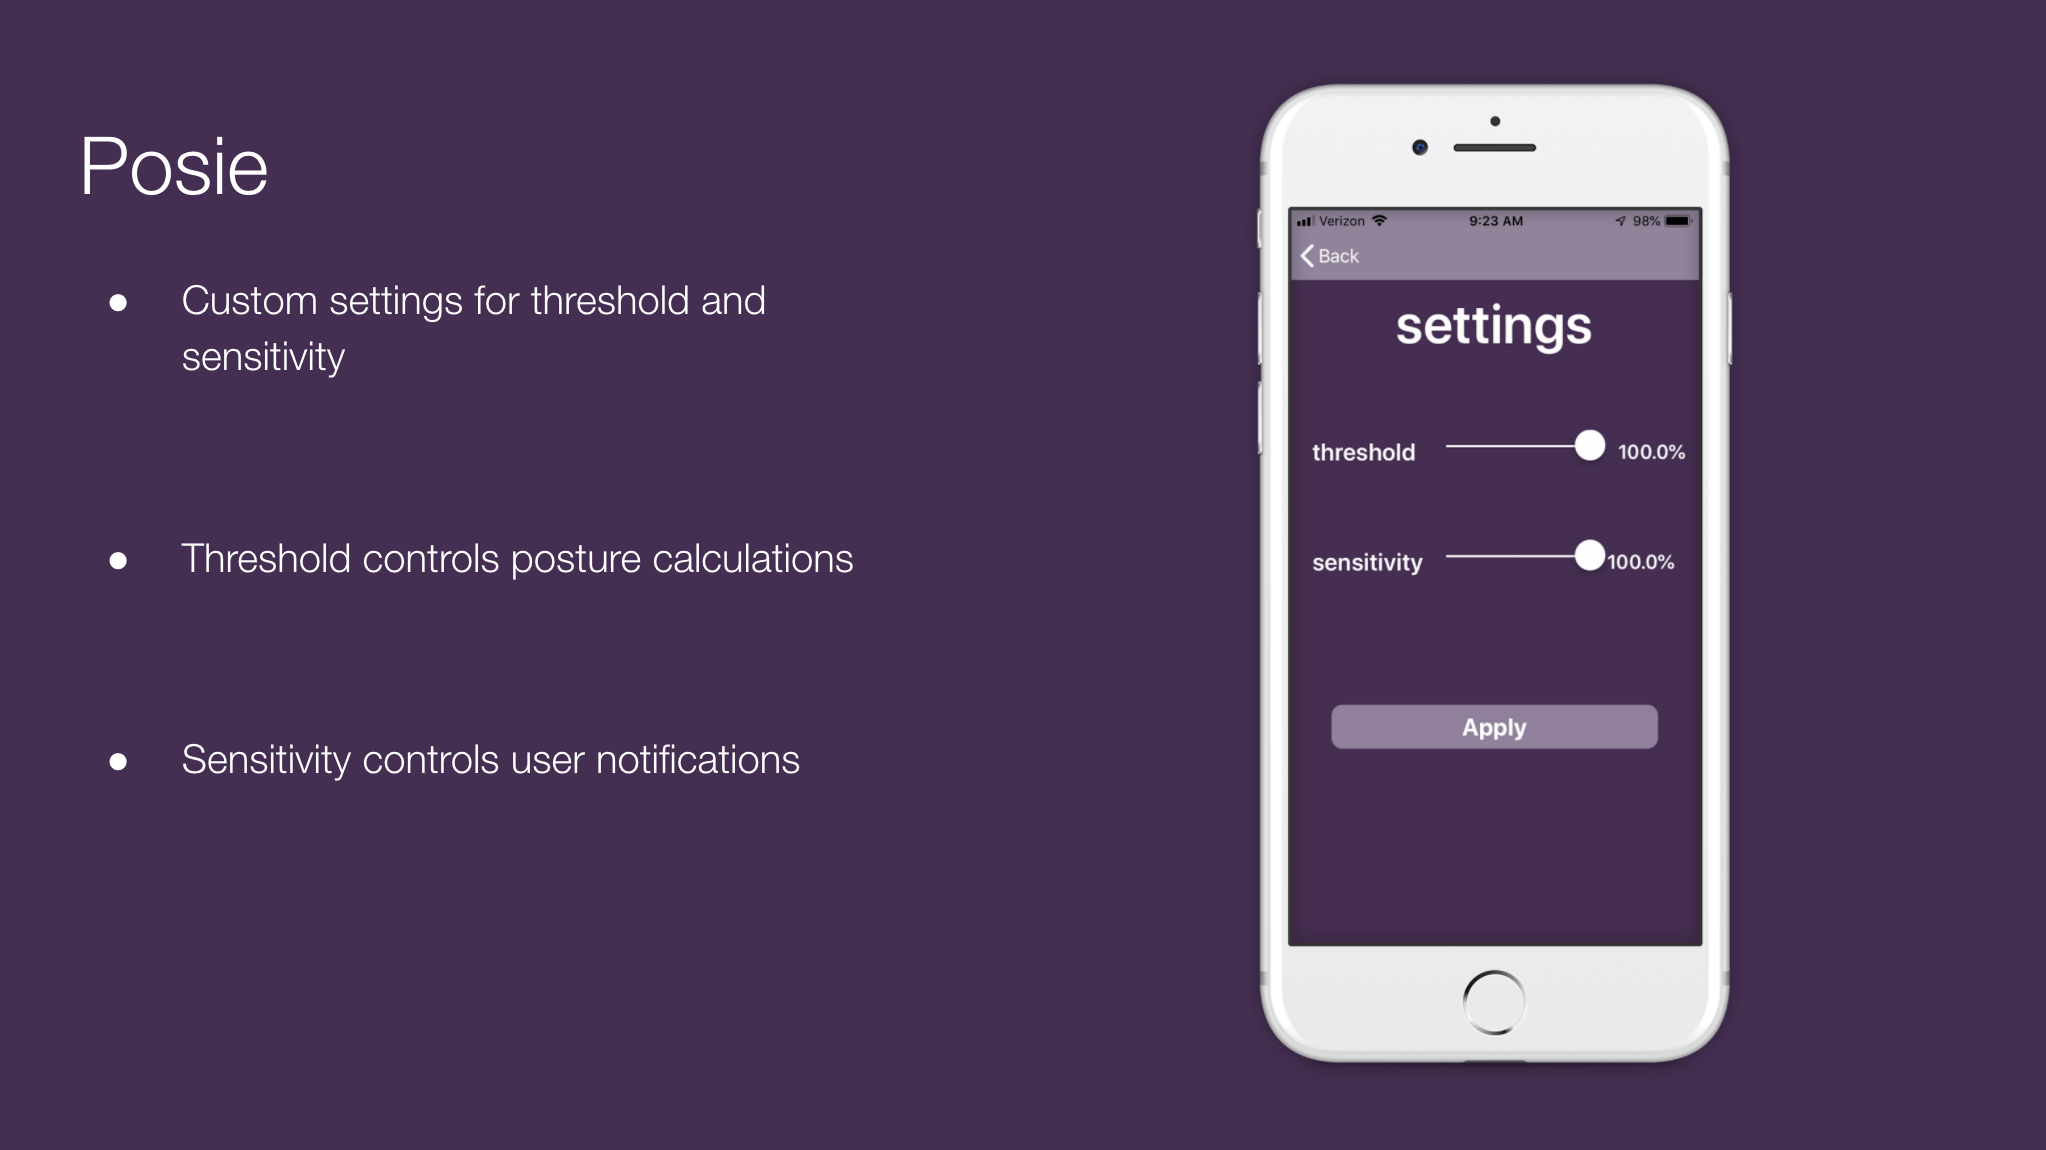 Posie
● Custom settings for threshold and
sensitivity
● Threshold controls posture calculations
● Sensitivity controls user notifications
Verizon 9:23 AM 98%
Back
settings
threshold 100.0%
sensitivity 100.0%
Apply